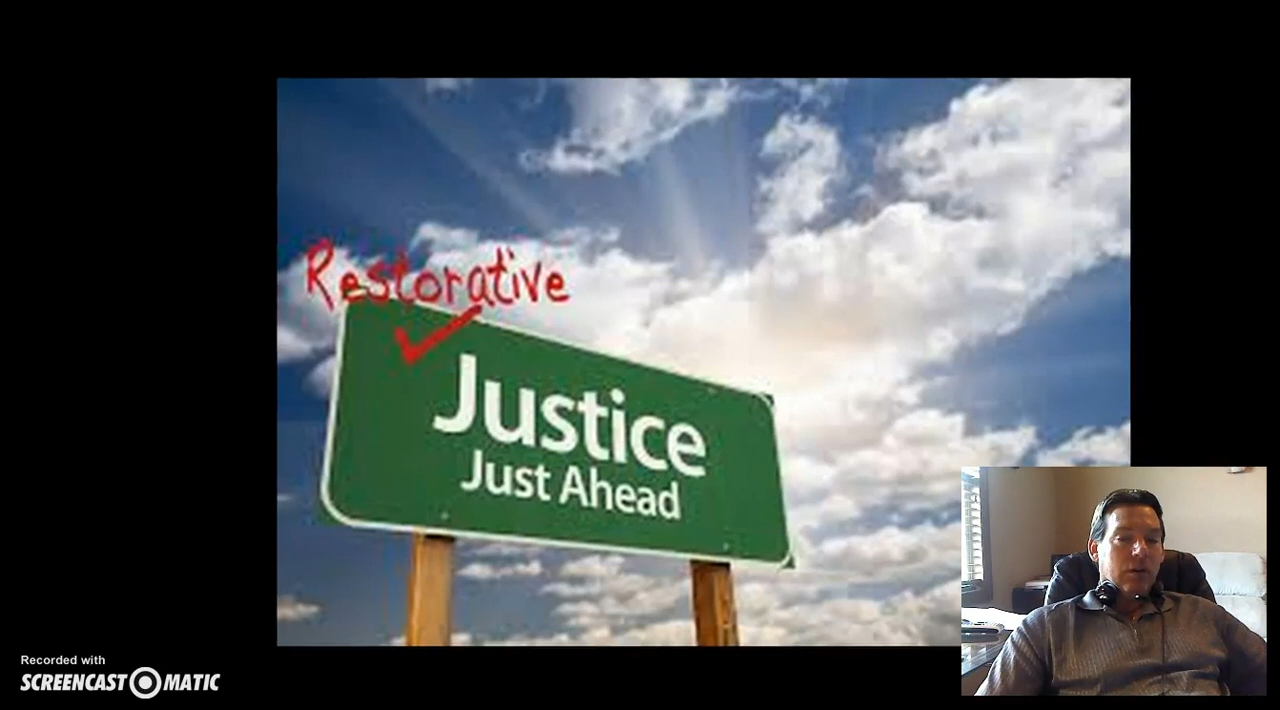 Restorative
Justice
Just Ahead
Recorded with
SCREENCAST MATIC